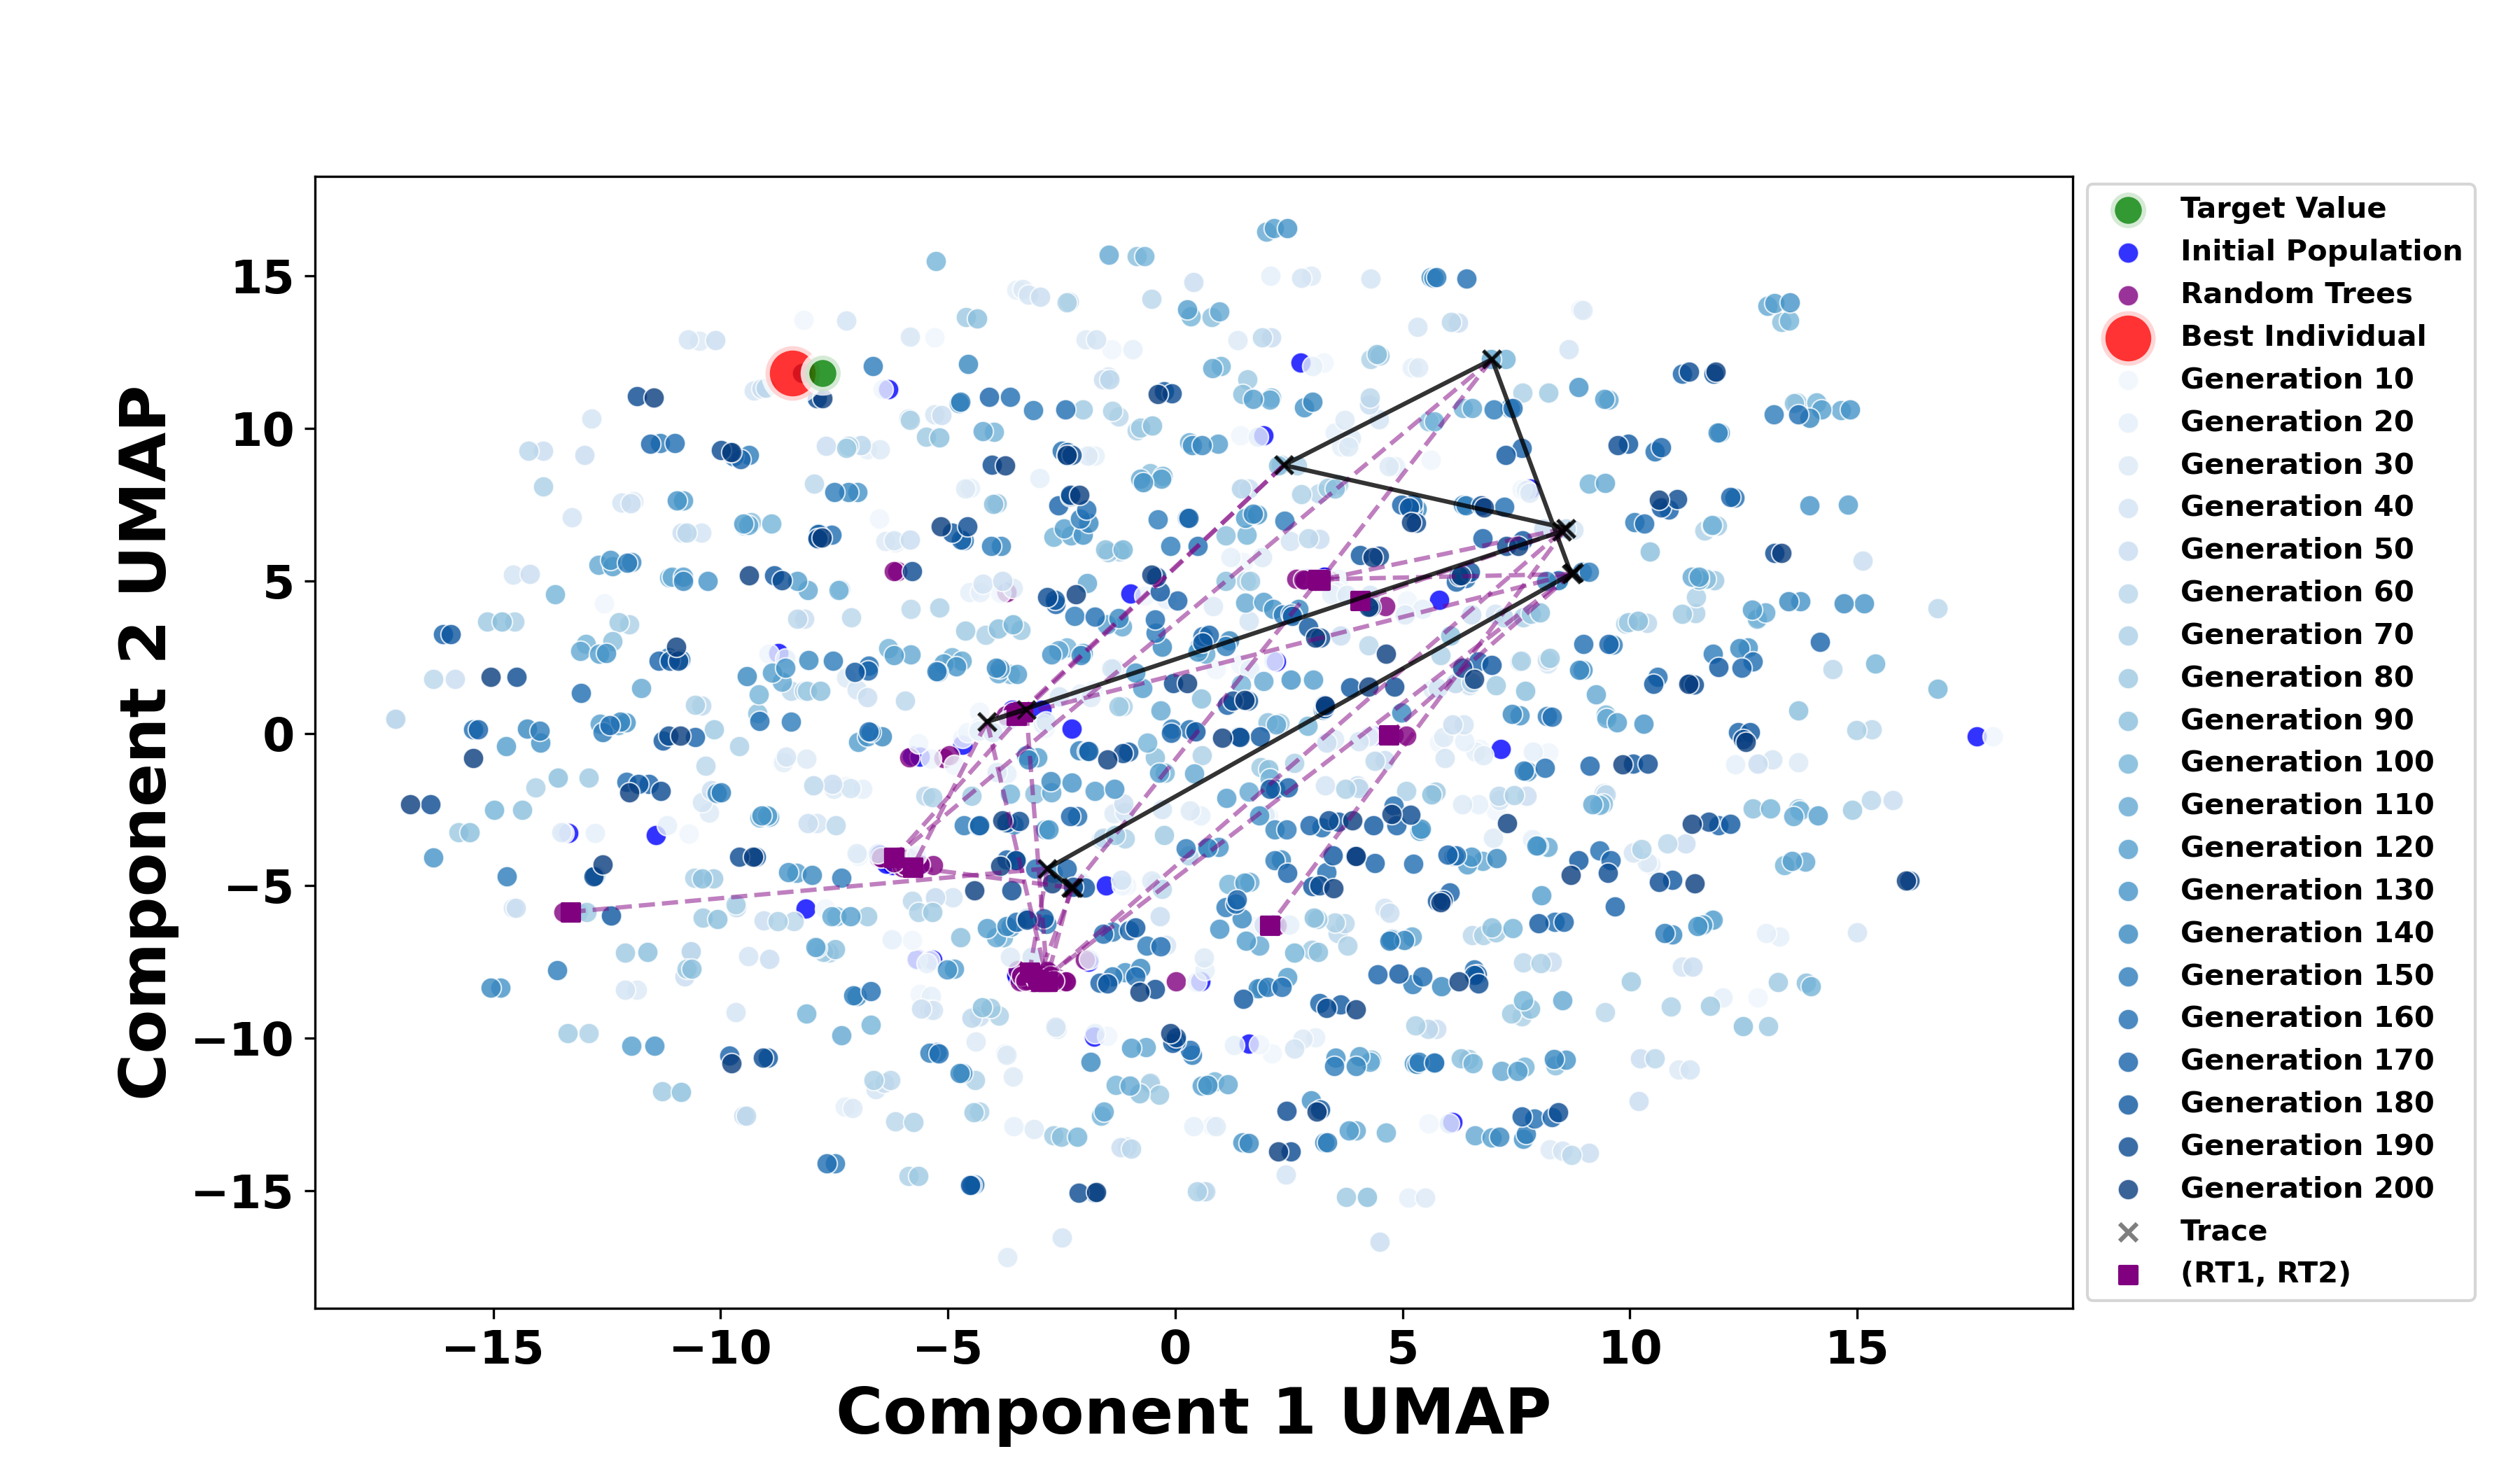 15
10
5
0
−5
−10
−15
Component 2 UMAP
−15 −10 −5 0 5 10 15
Component 1 UMAP
Target Value
Initial Population
Random Trees
Best Individual
Generation 10
Generation 20
Generation 30
Generation 40
Generation 50
Generation 60
Generation 70
Generation 80
Generation 90
Generation 100
Generation 110
Generation 120
Generation 130
Generation 140
Generation 150
Generation 160
Generation 170
Generation 180
Generation 190
Generation 200
Trace
(RT1, RT2)